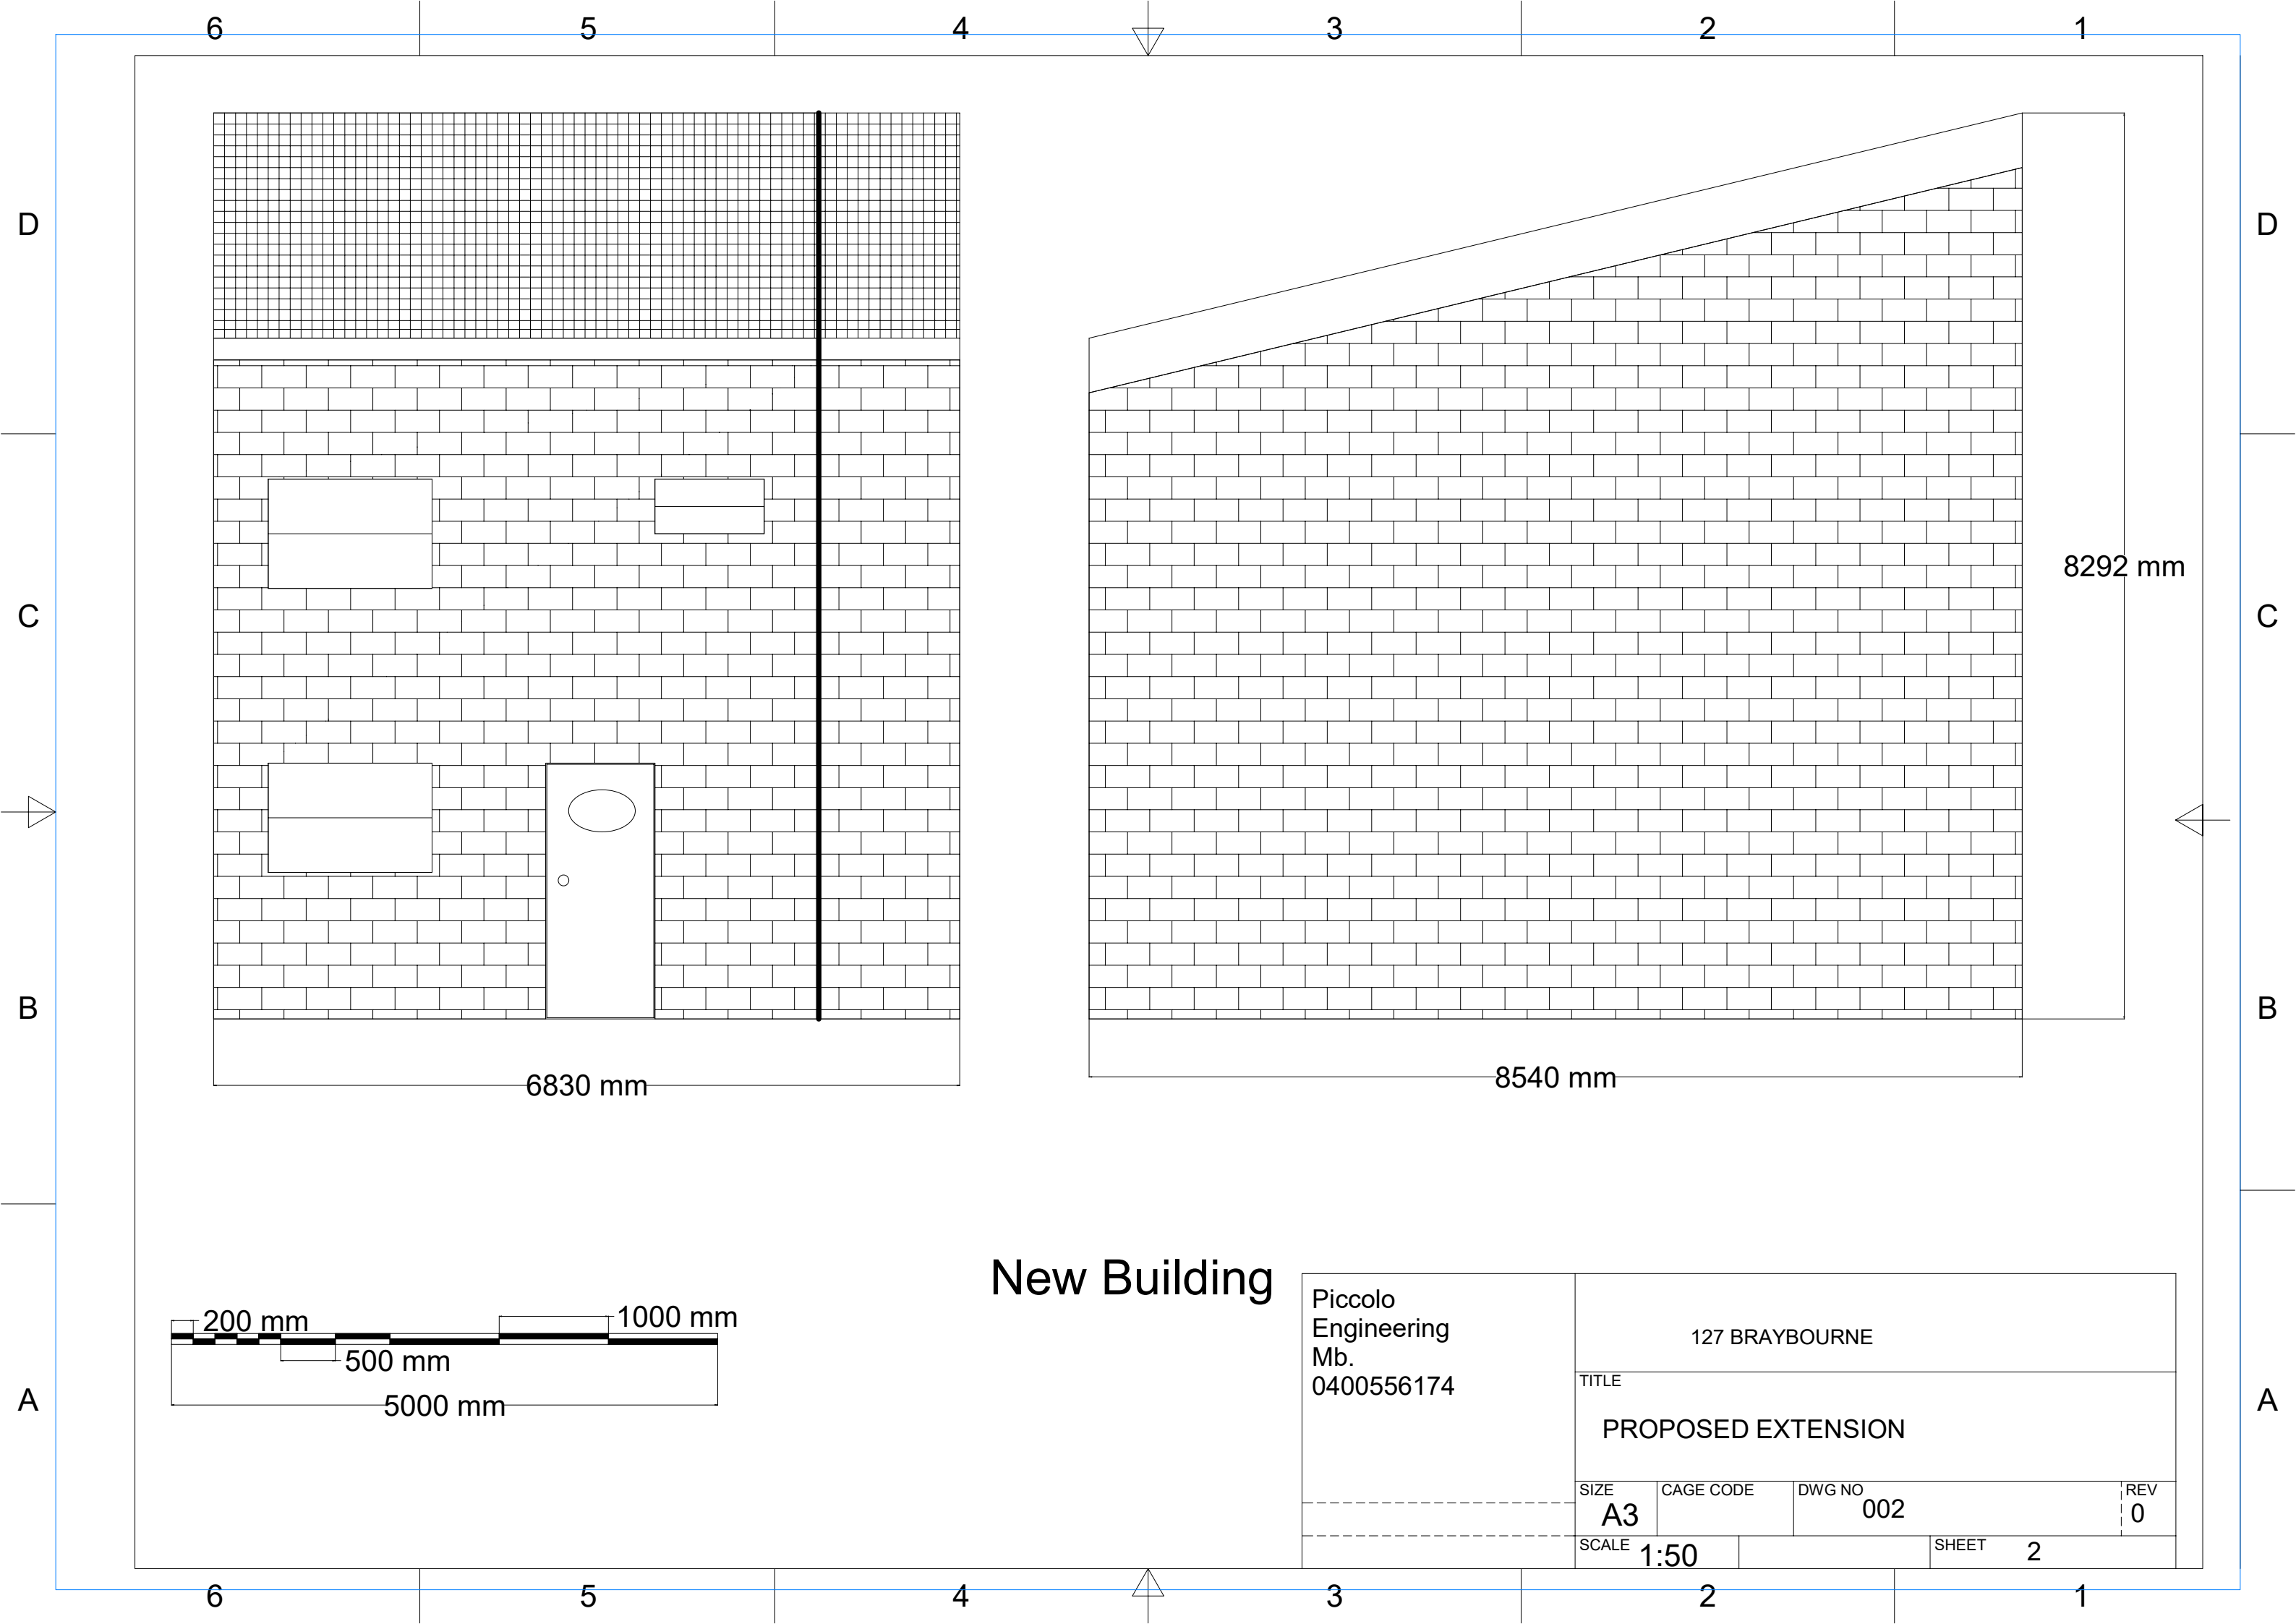 6 5 4 3 2 1
D D
8292 mm
C C
B B
6830 mm
8540 mm
New Building
200 mm
1000 mm
500 mm
5000 mm
A A
Piccolo
Engineering
Mb.
0400556174
127 BRAYBOURNE
TITLE
PROPOSED EXTENSION
SIZE
A3
CAGE CODE
DWG NO
002
REV
0
SCALE 1:50
SHEET 2
6 5 4 3 2 1